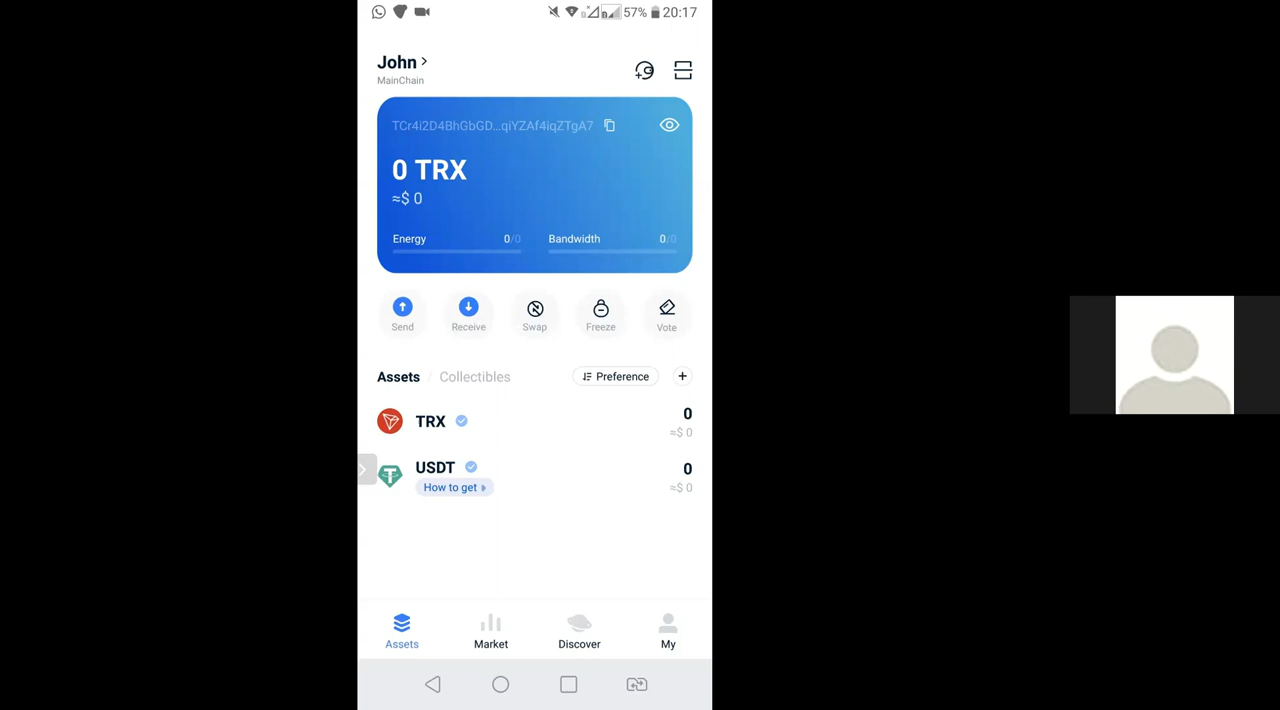 57% 20:17
John
MainChain
TCr4i2D4BhGbGD...qiYZAf4iqZTgA7
0 TRX
≈$ 0
Energy 0/0 Bandwidth 0/0
Send Receive Swap Freeze Vote
Assets / Collectibles Preference
TRX 0
≈$ 0
USDT 0
How to get ≈$ 0
Assets Market Discover My